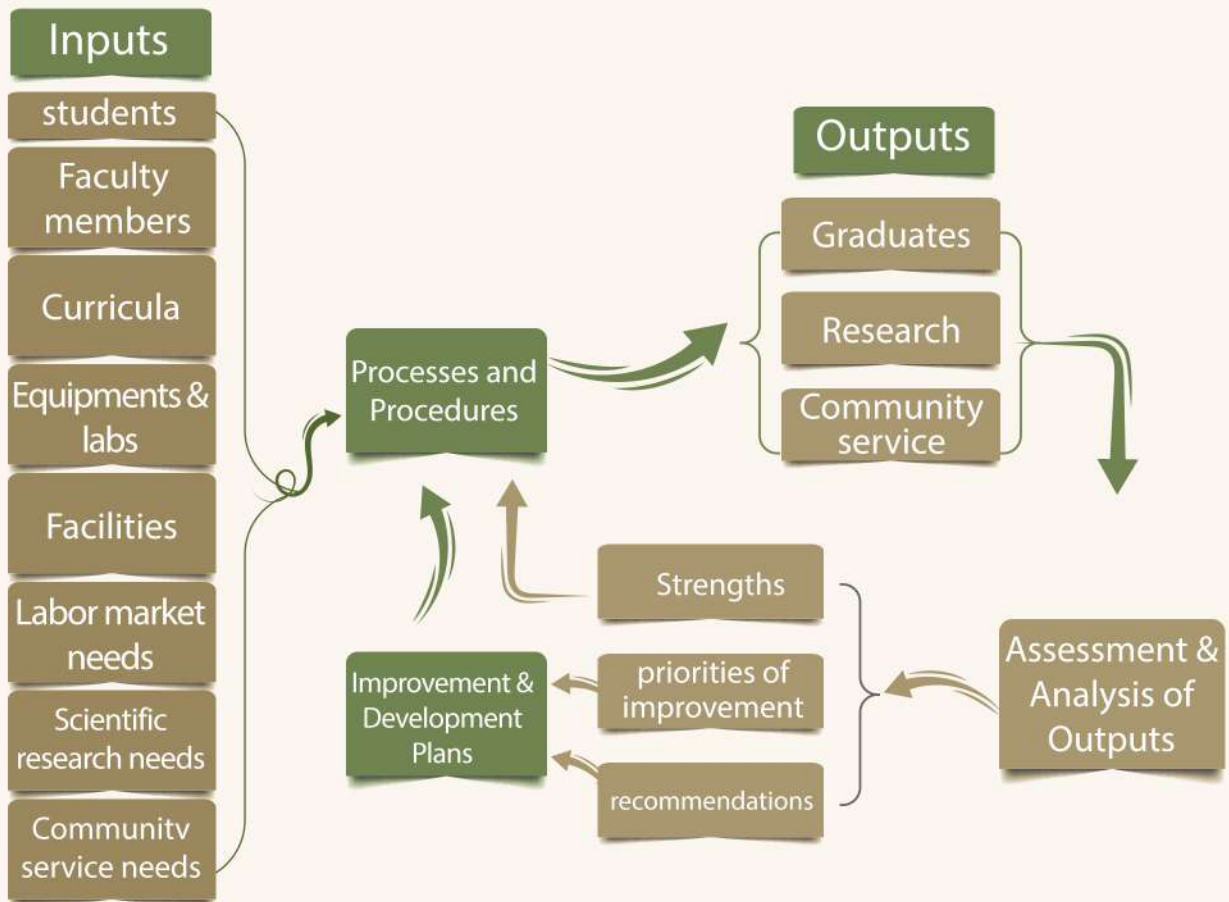 Inputs
students
Faculty
members
Curricula
Equipments &
labs
Facilities
Labor market
needs
Scientific
research needs
Community
service needs
Processes and
Procedures
Outputs
Graduates
Research
Community
service
Assessment &
Analysis of
Outputs
Strengths
priorities of
improvement
recommendations
Improvement &
Development
Plans